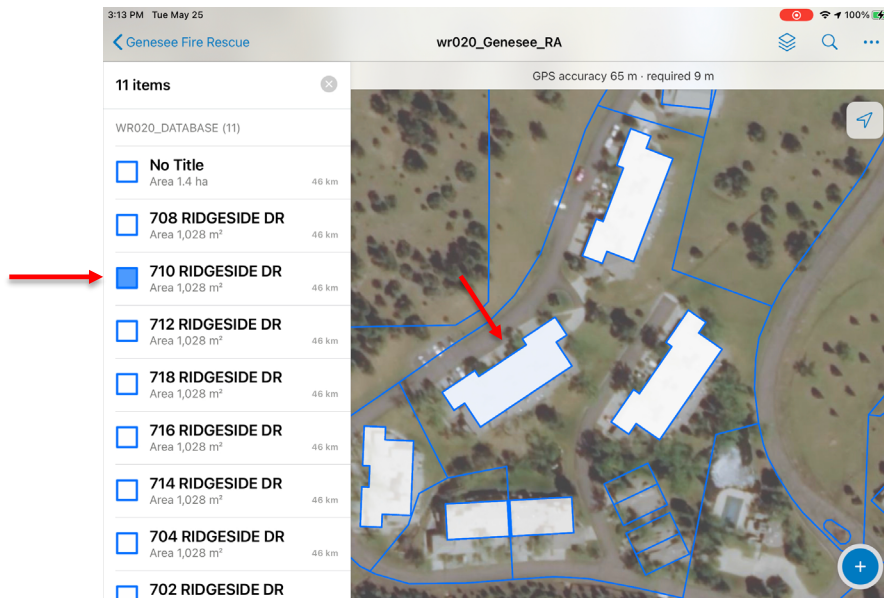 3:13 PM Tue May 25
100%
Genesee Fire Rescue
wr020_Genesee_RA
11 items
GPS accuracy 65 m · required 9 m
WR020_DATABASE (11)
No Title
Area 1.4 ha
46 km
708 RIDGESIDE DR
Area 1,028 m²
46 km
710 RIDGESIDE DR
Area 1,028 m²
46 km
712 RIDGESIDE DR
Area 1,028 m²
46 km
718 RIDGESIDE DR
Area 1,028 m²
46 km
716 RIDGESIDE DR
Area 1,028 m²
46 km
714 RIDGESIDE DR
Area 1,028 m²
46 km
704 RIDGESIDE DR
Area 1,028 m²
46 km
702 RIDGESIDE DR